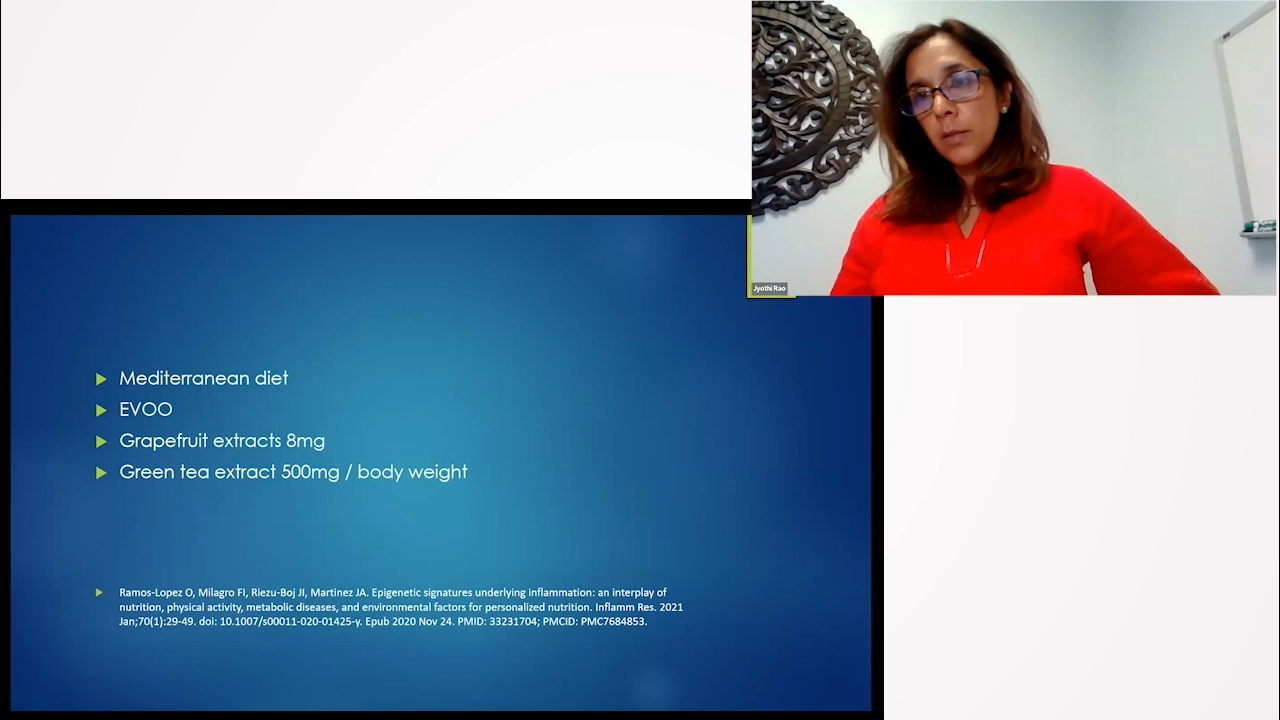 Jyothi Rao
Mediterranean diet
EVOO
Grapefruit extracts 8mg
Green tea extract 500mg / body weight
Ramos-Lopez O, Milagro FI, Riezu-Boj JI, Martinez JA. Epigenetic signatures underlying inflammation: an interplay of
nutrition, physical activity, metabolic diseases, and environmental factors for personalized nutrition. Inflamm Res. 2021
Jan;70(1):29-49. doi: 10.1007/s00011-020-01425-y. Epub 2020 Nov 24. PMID: 33231704; PMCID: PMC7684853.